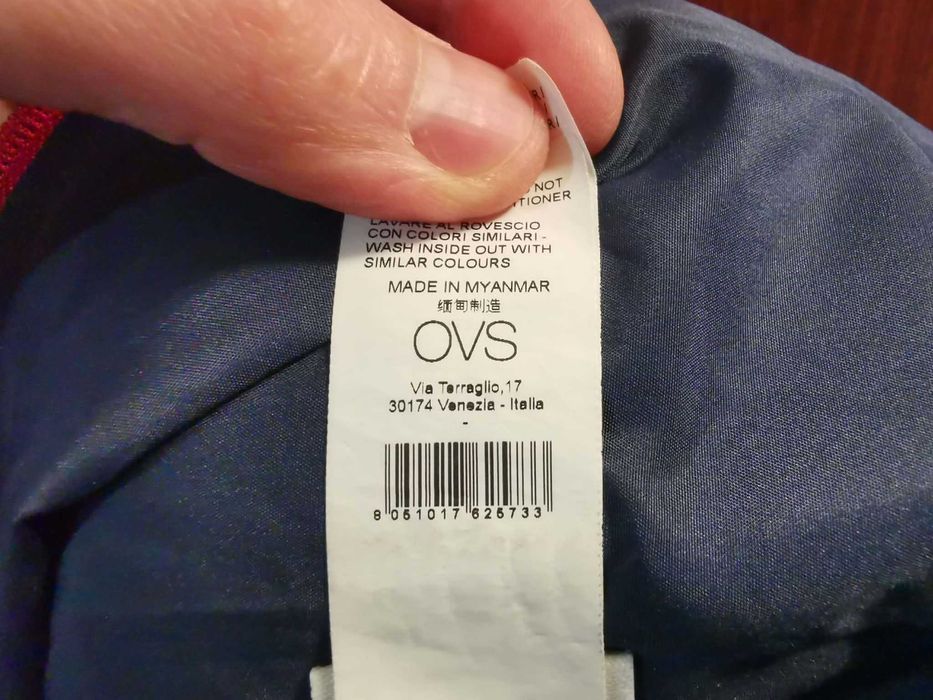 NOT
LAVARE AL ROVESCIO
CON COLORI SIMILARI -
WASH INSIDE OUT WITH
SIMILAR COLOURS
MADE IN MYANMAR
缅甸制造
OVS
Via Terraglio,17
30174 Venezia - Italia
-
8 051017 625733